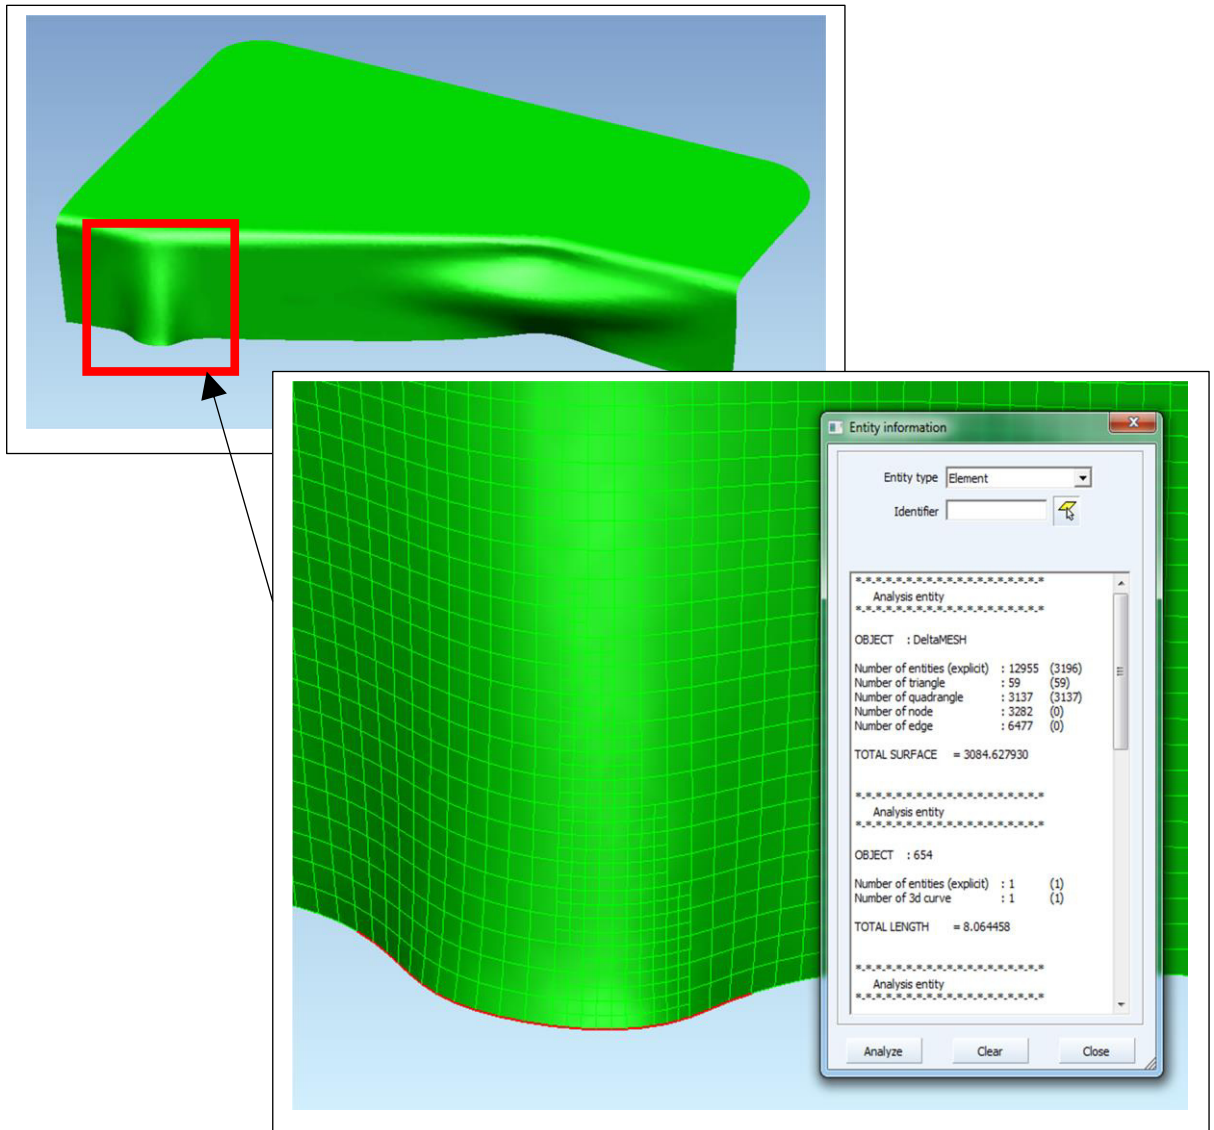 Entity information
Entity type Element
Identifier
*.*.*.*.*.*.*.*.*.*.*.*.*.*.*.*.*.*.*
Analysis entity
*.*.*.*.*.*.*.*.*.*.*.*.*.*.*.*.*.*.*
OBJECT : DeltaMESH
Number of entities (explicit) : 12955 (3196)
Number of triangle : 59 (59)
Number of quadrangle : 3137 (3137)
Number of node : 3282 (0)
Number of edge : 6477 (0)
TOTAL SURFACE = 3084.627930
*.*.*.*.*.*.*.*.*.*.*.*.*.*.*.*.*.*.*
Analysis entity
*.*.*.*.*.*.*.*.*.*.*.*.*.*.*.*.*.*.*
OBJECT : 654
Number of entities (explicit) : 1 (1)
Number of 3d curve : 1 (1)
TOTAL LENGTH = 8.064458
*.*.*.*.*.*.*.*.*.*.*.*.*.*.*.*.*.*.*
Analysis entity
*.*.*.*.*.*.*.*.*.*.*.*.*.*.*.*.*.*.*
Analyze Clear Close